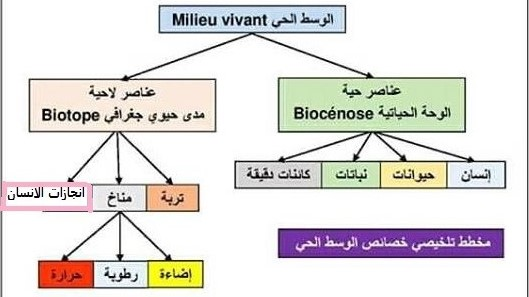 الوسط الحي Milieu vivant
عناصر حية
الوحة الحياتية Biocénose
عناصر لاحية
مدى حيوي جغرافي Biotope
إنسان
حيوانات
نباتات
كائنات دقيقة
تربة
مناخ
انجازات الانسان
مخطط تلخيصي خصائص الوسط الحي
إضاءة
رطوبة
حرارة